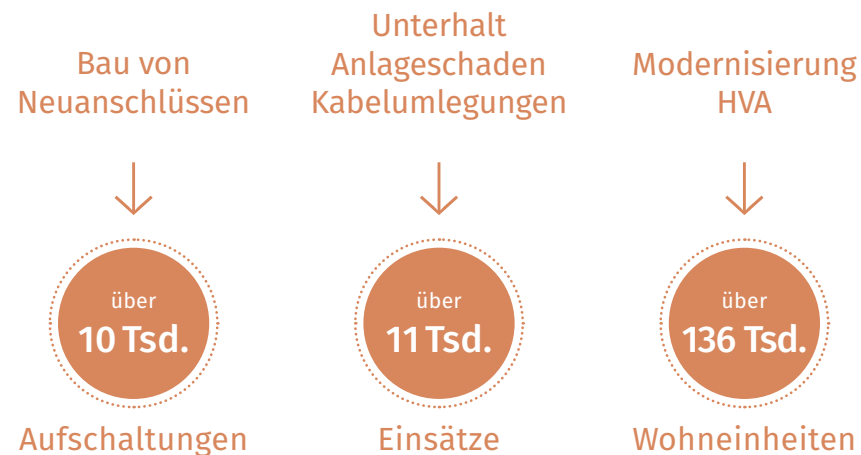 Bau von
Neuanschlüssen
über
10 Tsd.
Aufschaltungen
Unterhalt
Anlageschaden
Kabelumlegungen
über
11 Tsd.
Einsätze
Modernisierung
HVA
über
136 Tsd.
Wohneinheiten